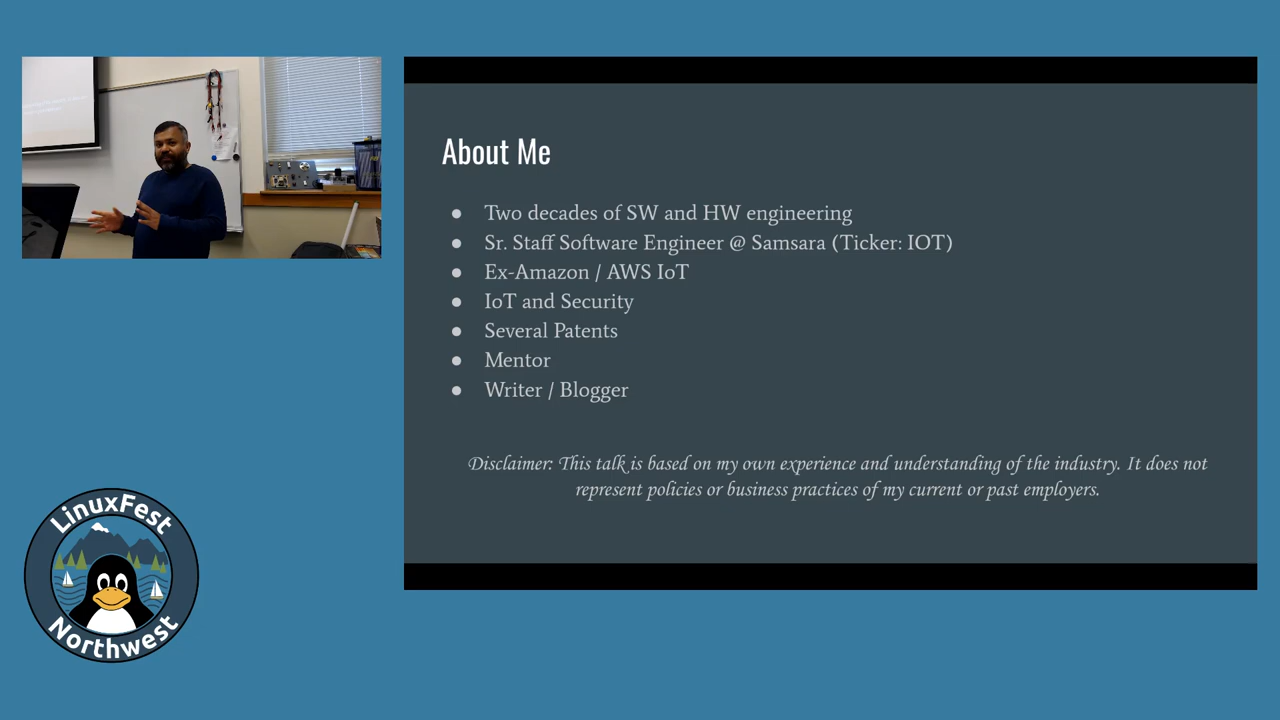 About Me
● Two decades of SW and HW engineering
● Sr. Staff Software Engineer @ Samsara (Ticker: IOT)
● Ex-Amazon / AWS IoT
● IoT and Security
● Several Patents
● Mentor
● Writer / Blogger
Disclaimer: This talk is based on my own experience and understanding of the industry. It does not
represent policies or business practices of my current or past employers.
LinuxFest
Northwest